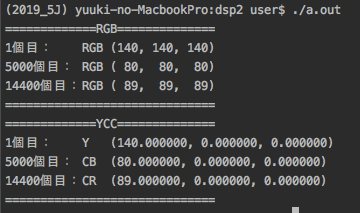 (2019_5J) yuuki-no-MacbookPro:dsp2 user$ ./a.out
=============RGB==============
1個目： RGB (140, 140, 140)
5000個目： RGB ( 80,  80,  80)
14400個目：RGB ( 89,  89,  89)
==============================
=============YCC==============
1個目： Y   (140.000000, 0.000000, 0.000000)
5000個目： CB  (80.000000, 0.000000, 0.000000)
14400個目：CR  (89.000000, 0.000000, 0.000000)
==============================